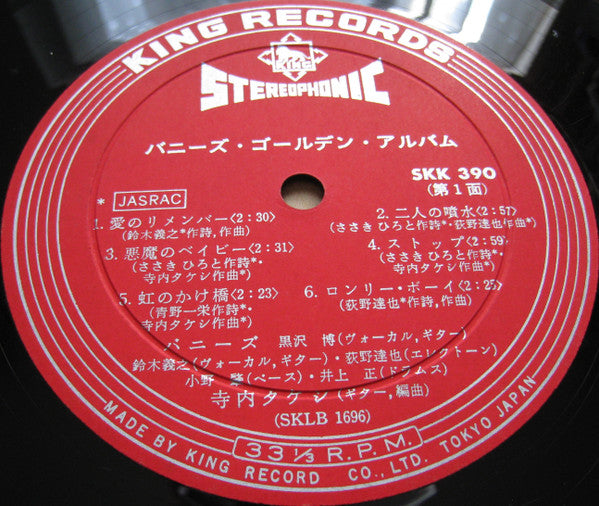 KING RECORDS
KING
STEREOPHONIC
バニーズ・ゴールデン・アルバム
SKK 390
(第1面)
* JASRAC
1. 愛のリメンバー〈2:30〉
(鈴木義之*作詩, 作曲)
2. 二人の噴水〈2:57〉
(ささき ひろと作詩*・荻野達也作曲*)
3. 悪魔のベイビー〈2:31〉
(ささき ひろと作詩*・
寺内タケシ作曲*)
4. ストップ〈2:59〉
(ささき ひろと作詩*・
寺内タケシ作曲*)
5. 虹のかけ橋〈2:23〉
(青野一栄作詩*・
寺内タケシ作曲*)
6. ロンリー・ボーイ〈2:25〉
(荻野達也*作詩, 作曲)
バニーズ 黒沢 博(ヴォーカル, ギター)
鈴木義之(ヴォーカル, ギター)・荻野達也(エレクトーン)
小野 肇(ベース)・井上 正(ドラムズ)
寺内タケシ(ギター, 編曲)
(SKLB 1696)
33 1/3 R.P.M.
MADE BY KING RECORD CO., LTD. TOKYO JAPAN